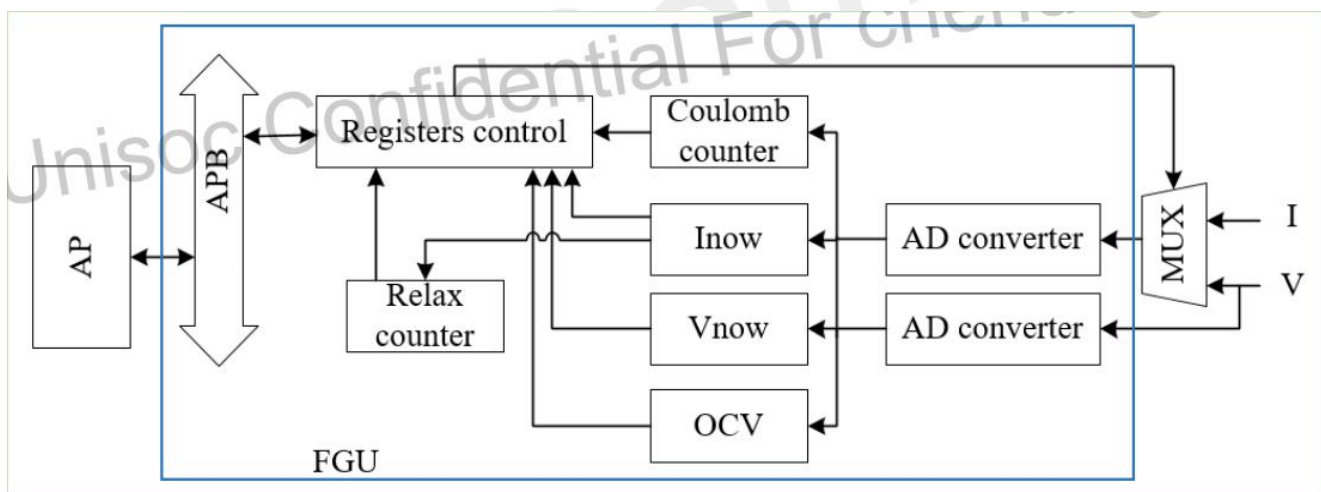 Unisoc Confidential For
AP
APB
Registers control
Coulomb
counter
Inow
AD converter
MUX
I
V
Relax
counter
Vnow
AD converter
OCV
FGU